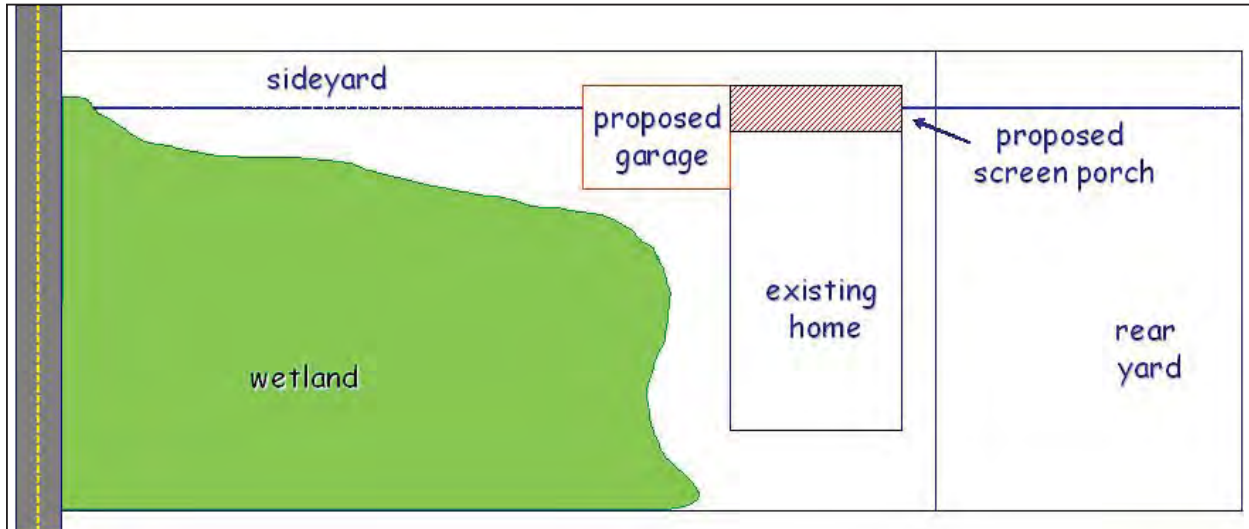 sideyard
proposed
garage
proposed
screen porch
existing
home
rear
yard
wetland